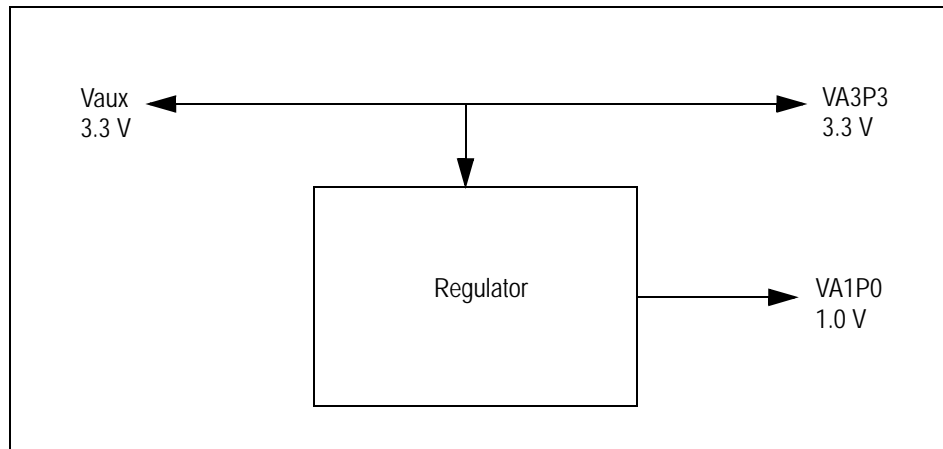 Vaux
3.3 V
VA3P3
3.3 V
Regulator
VA1P0
1.0 V